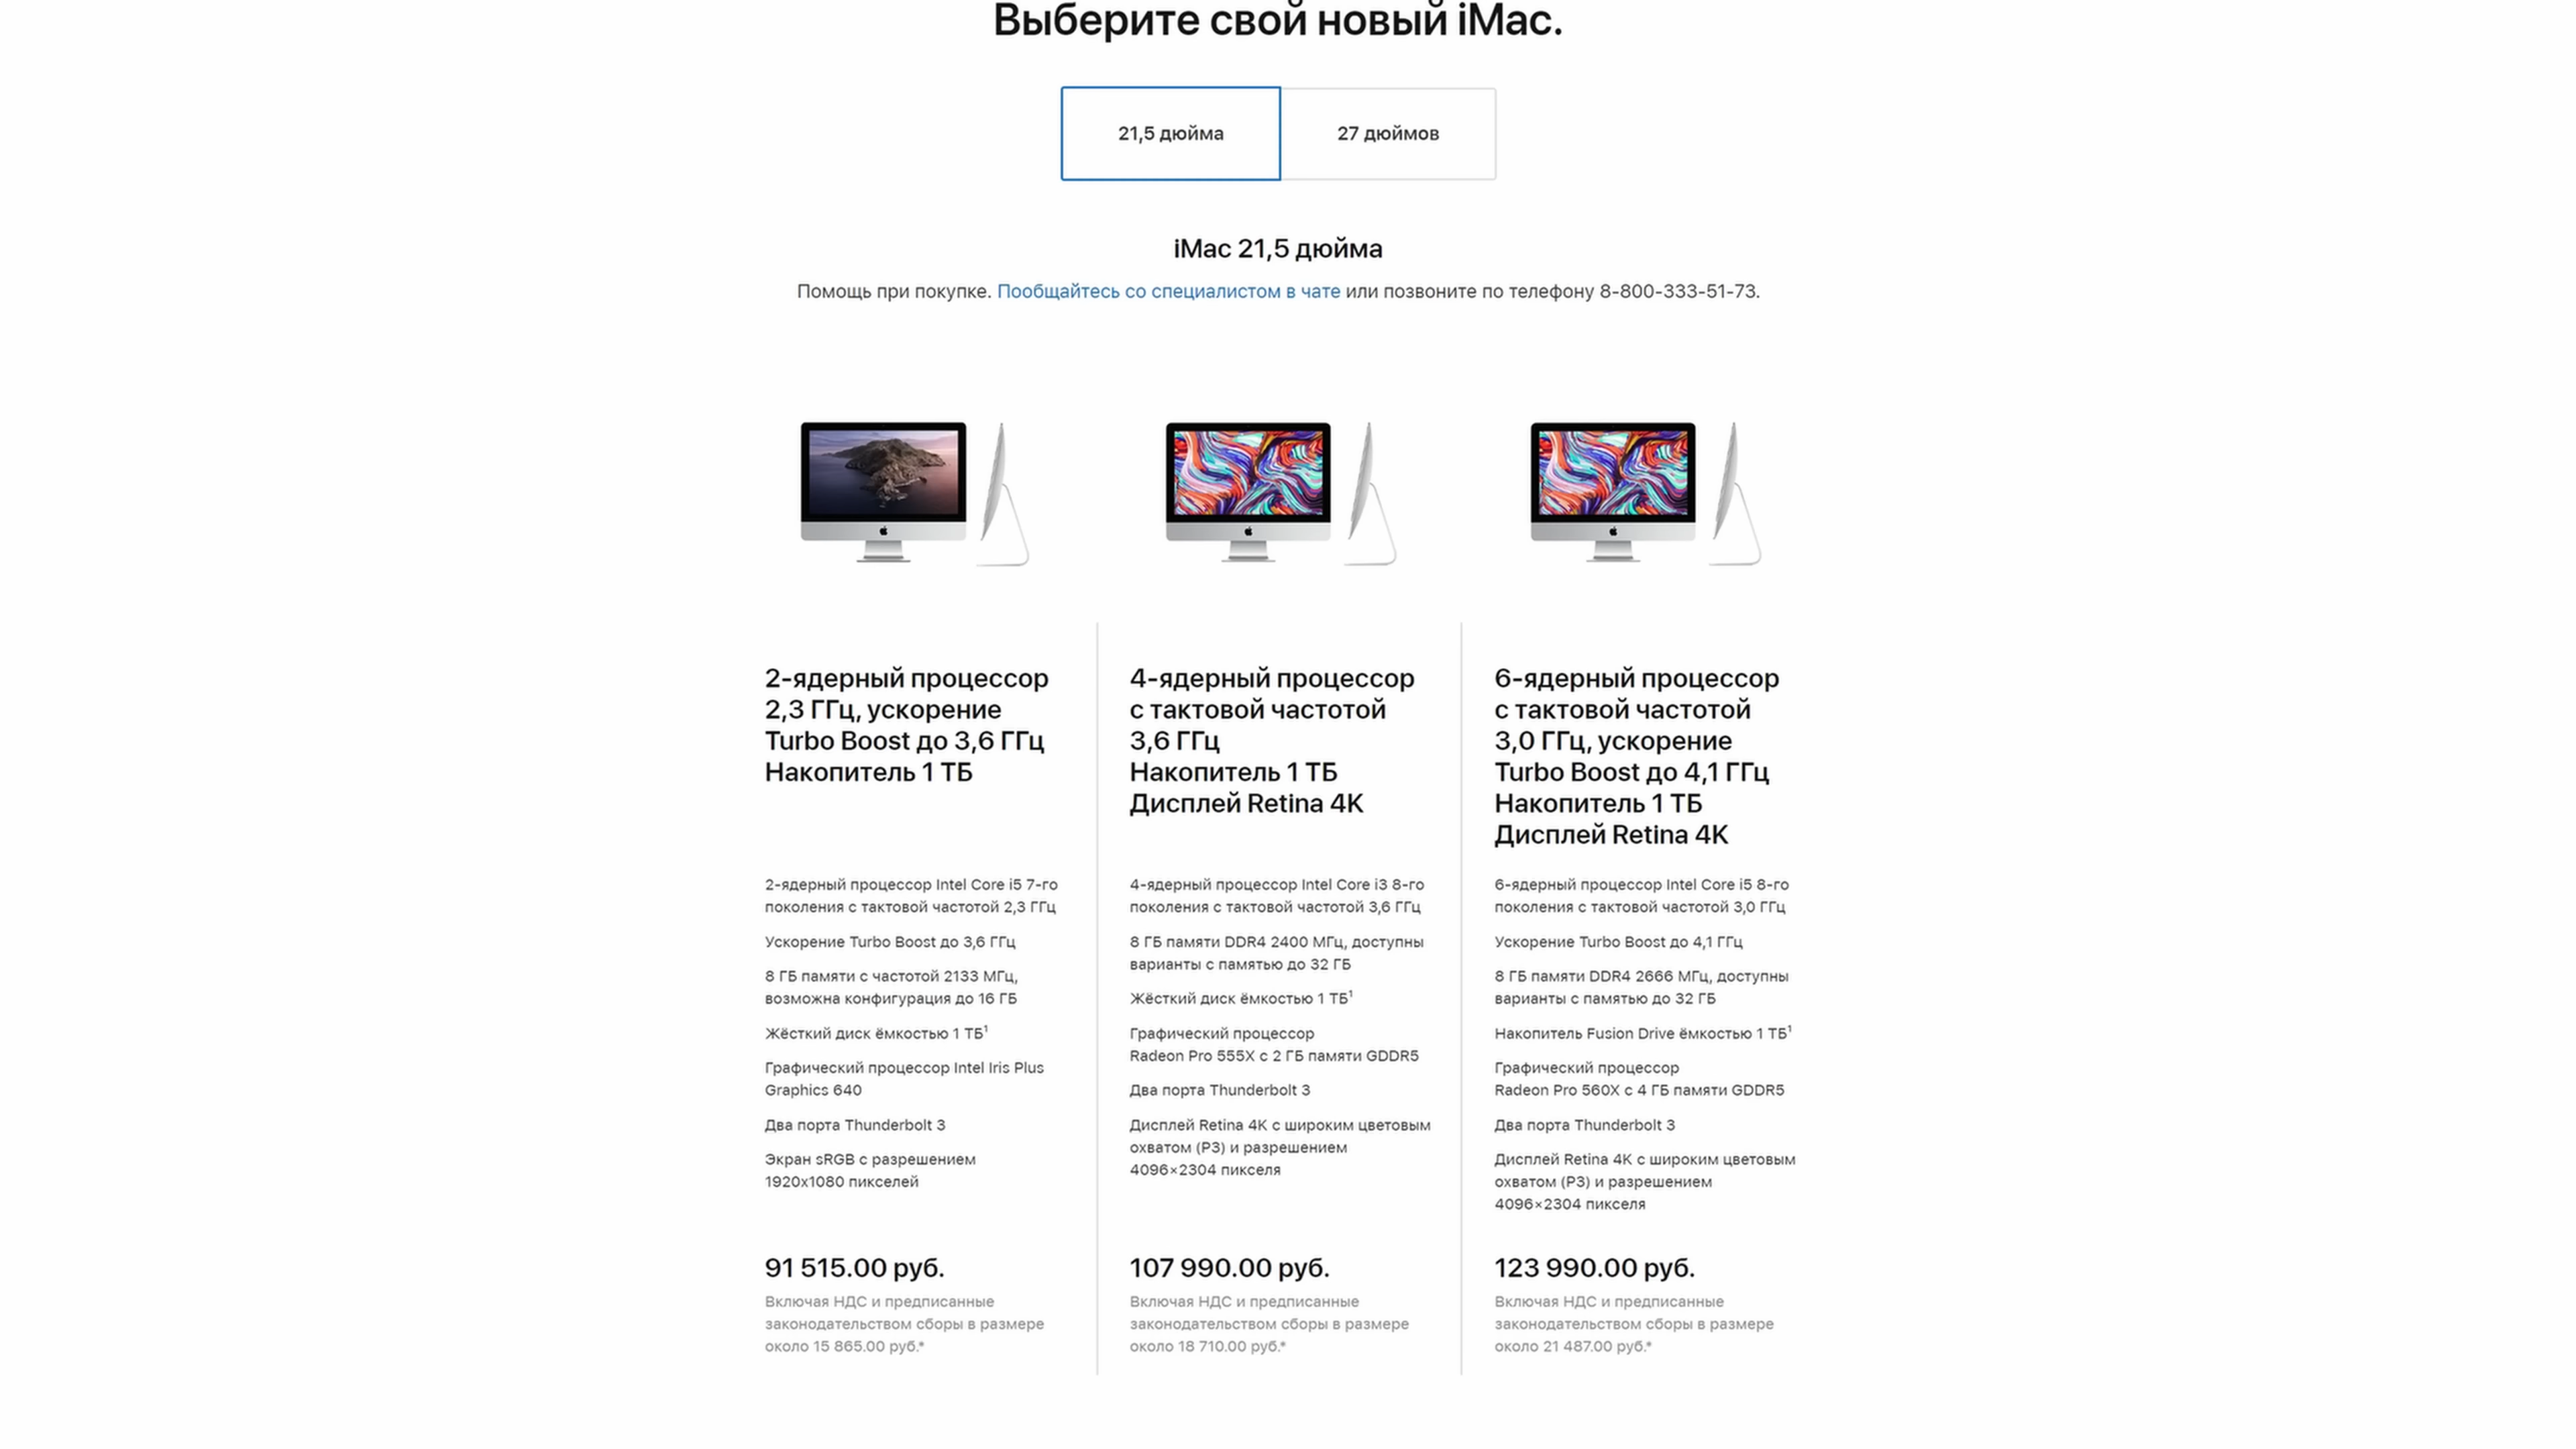 Выберите свой новый iMac.
21,5 дюйма
27 дюймов
iMac 21,5 дюйма
Помощь при покупке. Пообщайтесь со специалистом в чате или позвоните по телефону 8-800-333-51-73.
2-ядерный процессор
2,3 ГГц, ускорение
Turbo Boost до 3,6 ГГц
Накопитель 1 ТБ
2-ядерный процессор Intel Core i5 7-го
поколения с тактовой частотой 2,3 ГГц
Ускорение Turbo Boost до 3,6 ГГц
8 ГБ памяти с частотой 2133 МГц,
возможна конфигурация до 16 ГБ
Жёсткий диск ёмкостью 1 ТБ¹
Графический процессор Intel Iris Plus
Graphics 640
Два порта Thunderbolt 3
Экран sRGB с разрешением
1920x1080 пикселей
91 515.00 руб.
Включая НДС и предписанные
законодательством сборы в размере
около 15 865.00 руб.*
4-ядерный процессор
с тактовой частотой
3,6 ГГц
Накопитель 1 ТБ
Дисплей Retina 4K
4-ядерный процессор Intel Core i3 8-го
поколения с тактовой частотой 3,6 ГГц
8 ГБ памяти DDR4 2400 МГц, доступны
варианты с памятью до 32 ГБ
Жёсткий диск ёмкостью 1 ТБ¹
Графический процессор
Radeon Pro 555X с 2 ГБ памяти GDDR5
Два порта Thunderbolt 3
Дисплей Retina 4K с широким цветовым
охватом (P3) и разрешением
4096×2304 пикселя
107 990.00 руб.
Включая НДС и предписанные
законодательством сборы в размере
около 18 710.00 руб.*
6-ядерный процессор
с тактовой частотой
3,0 ГГц, ускорение
Turbo Boost до 4,1 ГГц
Накопитель 1 ТБ
Дисплей Retina 4K
6-ядерный процессор Intel Core i5 8-го
поколения с тактовой частотой 3,0 ГГц
Ускорение Turbo Boost до 4,1 ГГц
8 ГБ памяти DDR4 2666 МГц, доступны
варианты с памятью до 32 ГБ
Накопитель Fusion Drive ёмкостью 1 ТБ¹
Графический процессор
Radeon Pro 560X с 4 ГБ памяти GDDR5
Два порта Thunderbolt 3
Дисплей Retina 4K с широким цветовым
охватом (P3) и разрешением
4096×2304 пикселя
123 990.00 руб.
Включая НДС и предписанные
законодательством сборы в размере
около 21 487.00 руб.*